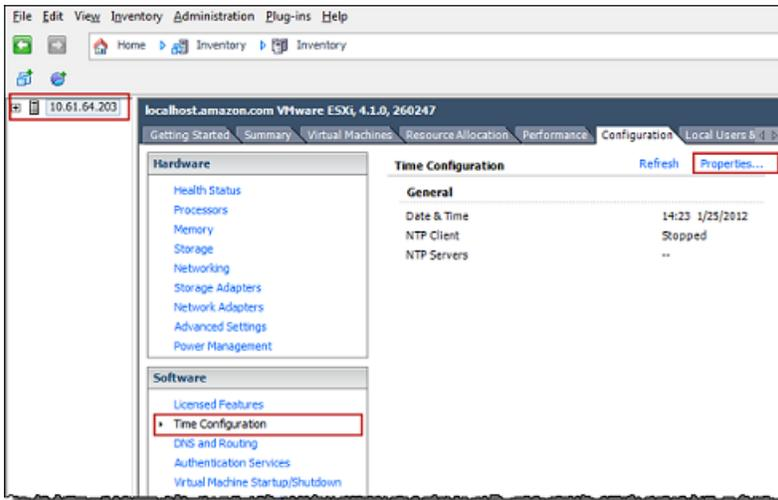 File Edit View Inventory Administration Plug-ins Help
Home Inventory Inventory
10.61.64.203
localhost.amazon.com VMware ESXi, 4.1.0, 260247
Getting Started Summary Virtual Machines Resource Allocation Performance Configuration Local Users &
Hardware
Health Status
Processors
Memory
Storage
Networking
Storage Adapters
Network Adapters
Advanced Settings
Power Management
Software
Licensed Features
Time Configuration
DNS and Routing
Authentication Services
Virtual Machine Startup/Shutdown
Time Configuration Refresh Properties...
General
Date & Time 14:23 1/25/2012
NTP Client Stopped
NTP Servers --